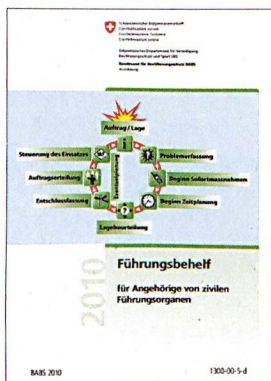 Schweizerische Eidgenossenschaft
Confédération suisse
Confederazione Svizzera
Confederaziun svizra
Eidgenössisches Departement für Verteidigung,
Bevölkerungsschutz und Sport VBS
Bundesamt für Bevölkerungsschutz BABS
Ausbildung
Auftrag / Lage
Steuerung des Einsatzes
Problemerfassung
Auftragserteilung
Beginn Sofortmassnahmen
Entschlussfassung
Beginn Zeitplanung
Lagebeurteilung
2010
Führungsbehelf
für Angehörige von zivilen
Führungsorganen
BABS 2010
1300-00-5-d